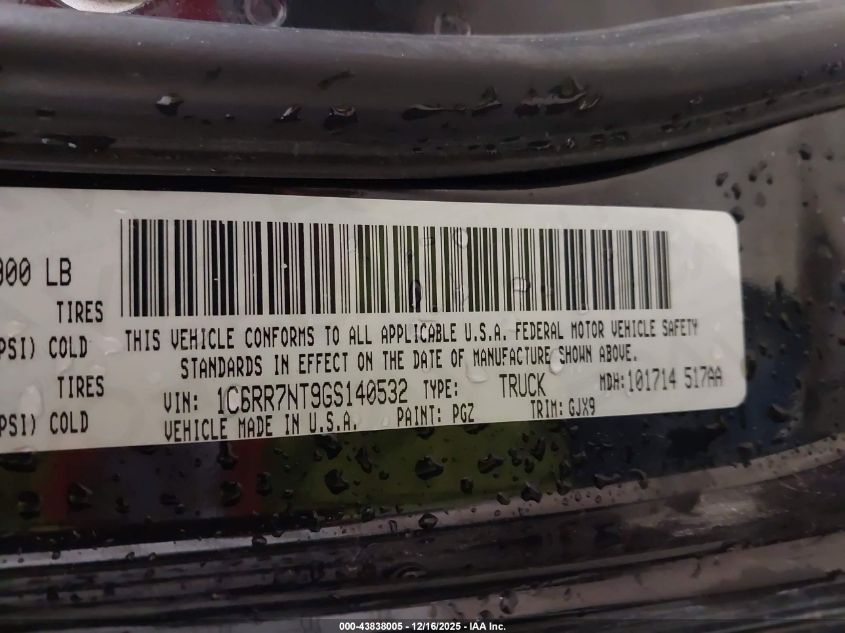 000 LB
TIRES
PSI) COLD
TIRES
PSI) COLD
THIS VEHICLE CONFORMS TO ALL APPLICABLE U.S.A. FEDERAL MOTOR VEHICLE SAFETY
STANDARDS IN EFFECT ON THE DATE OF MANUFACTURE SHOWN ABOVE.
VIN: 1C6RR7NT9GS140532 TYPE: TRUCK MDH:101714 517AA
VEHICLE MADE IN U.S.A. PAINT: PGZ TRIM: GJX9
000-43838005 - 12/16/2025 - IAA Inc.